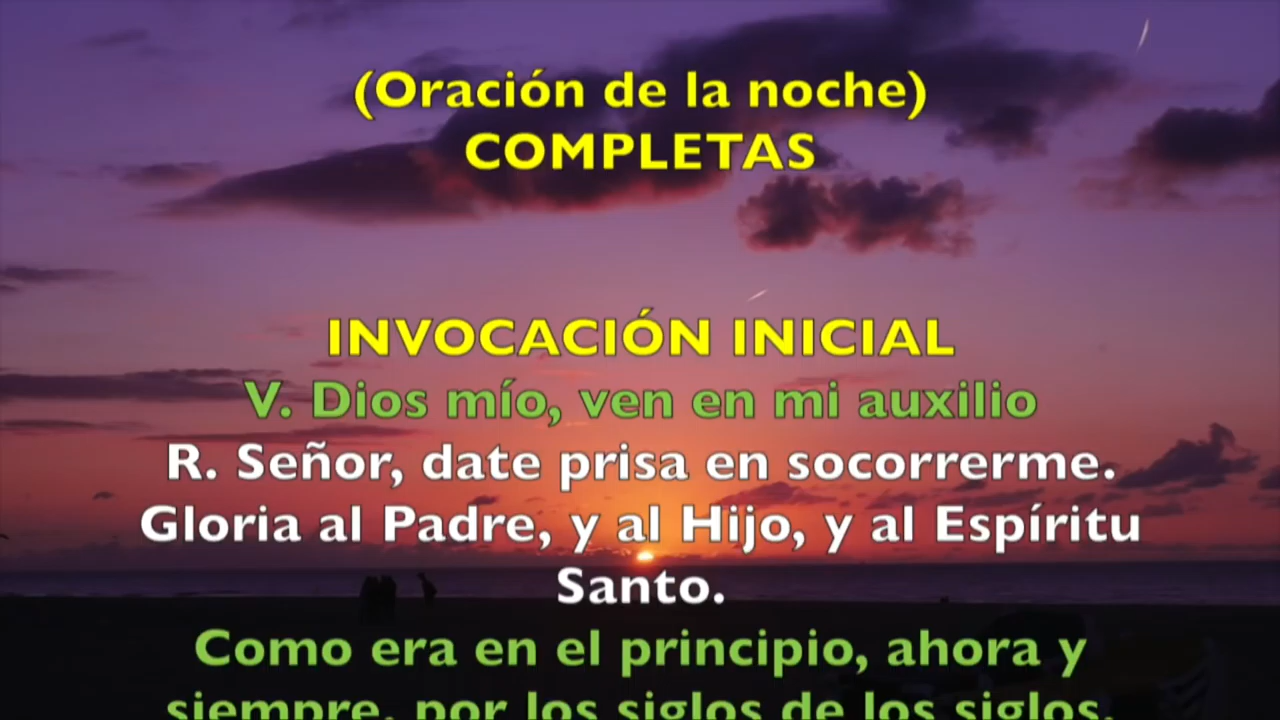 (Oración de la noche)
COMPLETAS
INVOCACIÓN INICIAL
V. Dios mío, ven en mi auxilio
R. Señor, date prisa en socorrerme.
Gloria al Padre, y al Hijo, y al Espíritu
Santo.
Como era en el principio, ahora y
siempre, por los siglos de los siglos.